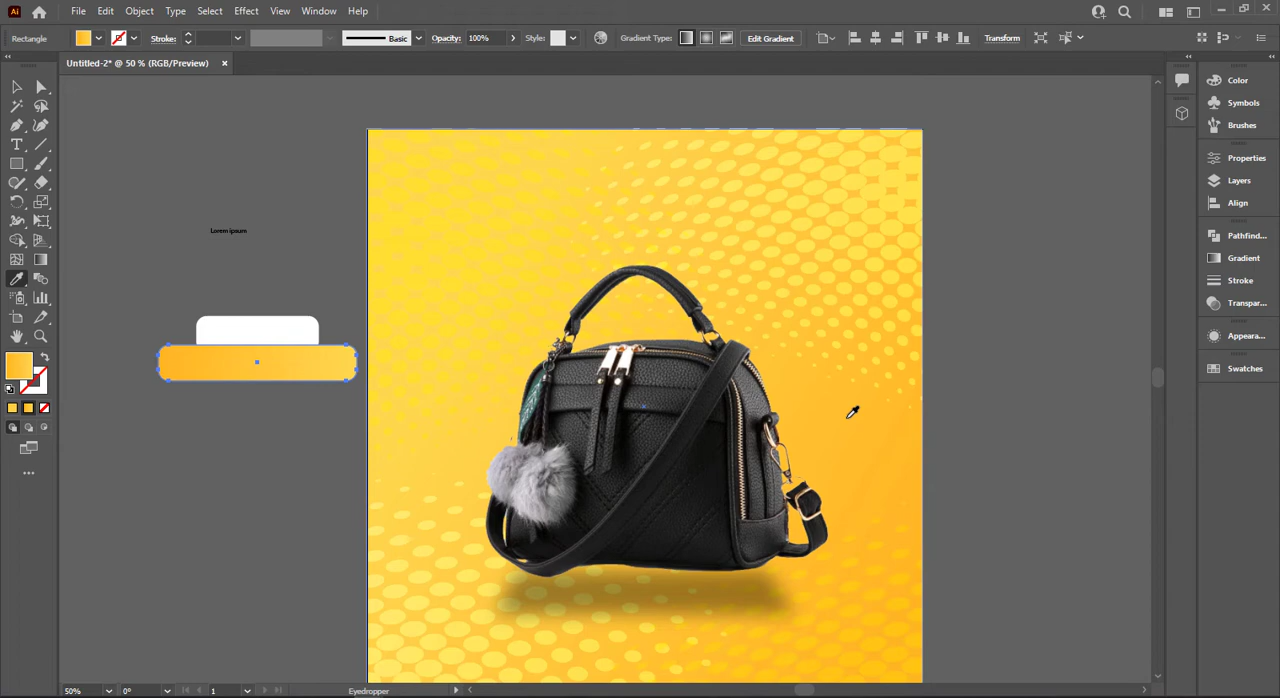 Ai File Edit Object Type Select Effect View Window Help
Rectangle Stroke: Basic Opacity: 100% Style: Gradient Type: Edit Gradient Transform
Untitled-2* @ 50 % (RGB/Preview) ×
Color
Symbols
Brushes
Properties
Layers
Align
Pathfind...
Gradient
Stroke
Transpar...
Appeara...
Swatches
Lorem ipsum
50% 0° 1 Eyedropper